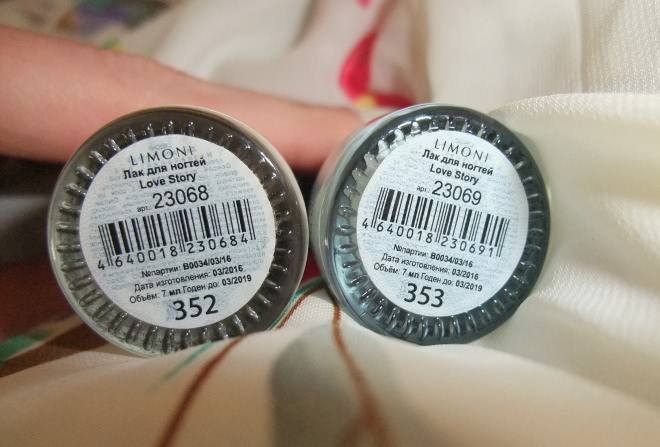 LIMONI
Лак для ногтей
Love Story
арт. 23068
4 640018 230684
№партии: B0034/03/16
Дата изготовления: 03/2016
Объём: 7 мл Годен до: 03/2019
352
LIMONI
Лак для ногтей
Love Story
арт. 23069
4 640018 230691
№партии: B0034/03/16
Дата изготовления: 03/2016
Объём: 7 мл Годен до: 03/2019
353